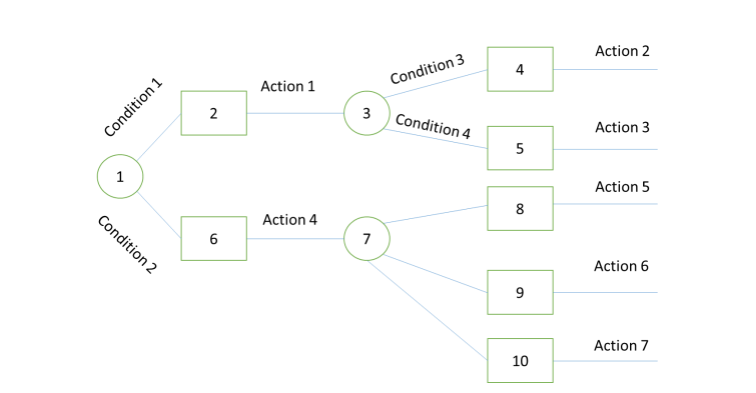 Condition 1
2
Action 1
3
Condition 3
4
Action 2
Condition 4
5
Action 3
1
Condition 2
6
Action 4
7
8
Action 5
9
Action 6
10
Action 7